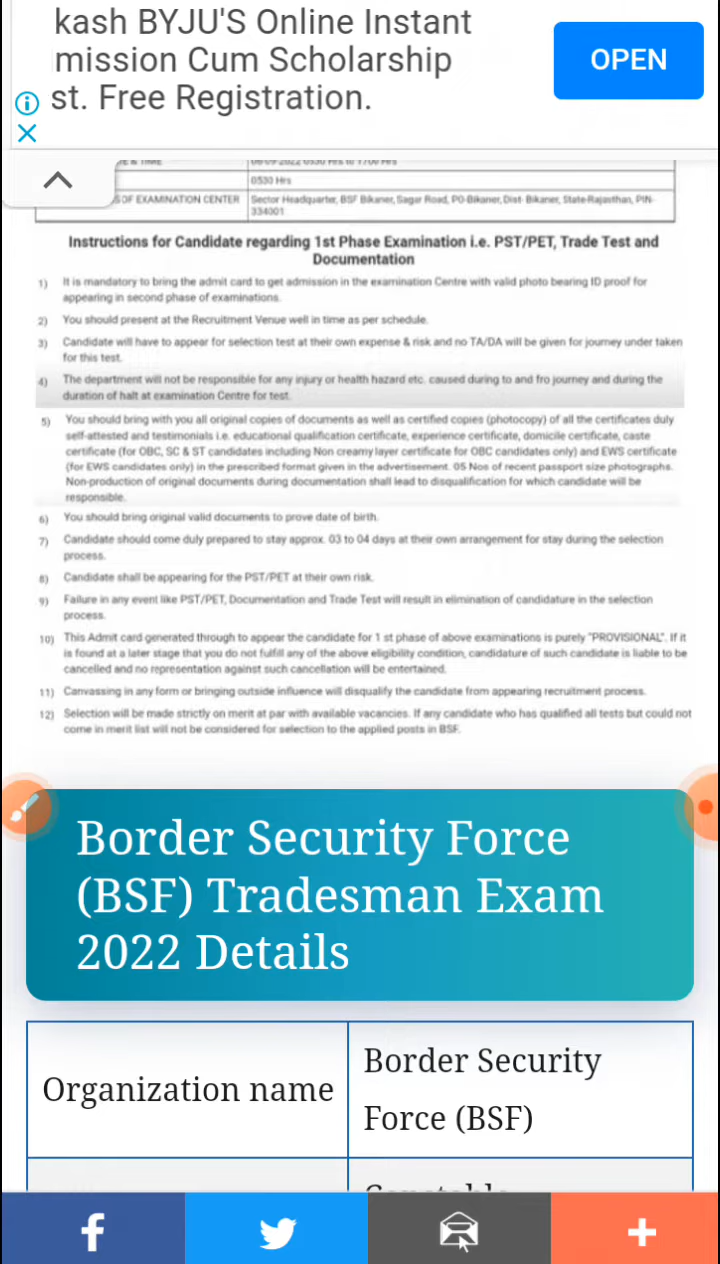 kash BYJU'S Online Instant
mission Cum Scholarship
st. Free Registration.
OPEN
0530 Hrs
S OF EXAMINATION CENTER
Sector Headquarter, BSF Bikaner, Sagar Road, PO-Bikaner, Dist- Bikaner, State-Rajasthan, PIN-
334001
Instructions for Candidate regarding 1st Phase Examination i.e. PST/PET, Trade Test and
Documentation
1) It is mandatory to bring the admit card to get admission in the examination Centre with valid photo bearing ID proof for
appearing in second phase of examinations.
2) You should present at the Recruitment Venue well in time as per schedule.
3) Candidate will have to appear for selection test at their own expense & risk and no TA/DA will be given for journey under taken
for this test.
4) The department will not be responsible for any injury or health hazard etc. caused during to and fro journey and during the
duration of halt at examination Centre for test.
5) You should bring with you all original copies of documents as well as certified copies (photocopy) of all the certificates duly
self-attested and testimonials i.e. educational qualification certificate, experience certificate, domicile certificate, caste
certificate (for OBC, SC & ST candidates including Non creamy layer certificate for OBC candidates only) and EWS certificate
(for EWS candidates only) in the prescribed format given in the advertisement. 05 Nos of recent passport size photographs.
Non-production of original documents during documentation shall lead to disqualification for which candidate will be
responsible.
6) You should bring original valid documents to prove date of birth.
7) Candidate should come duly prepared to stay approx. 03 to 04 days at their own arrangement for stay during the selection
process.
8) Candidate shall be appearing for the PST/PET at their own risk.
9) Failure in any event like PST/PET, Documentation and Trade Test will result in elimination of candidature in the selection
process.
10) This Admit card generated through to appear the candidate for 1 st phase of above examinations is purely "PROVISIONAL". If it
is found at a later stage that you do not fulfill any of the above eligibility condition, candidature of such candidate is liable to be
cancelled and no representation against such cancellation will be entertained.
11) Canvassing in any form or bringing outside influence will disqualify the candidate from appearing recruitment process.
12) Selection will be made strictly on merit at par with available vacancies. If any candidate who has qualified all tests but could not
come in merit list will not be considered for selection to the applied posts in BSF.
Border Security Force
(BSF) Tradesman Exam
2022 Details
Organization name
Border Security
Force (BSF)